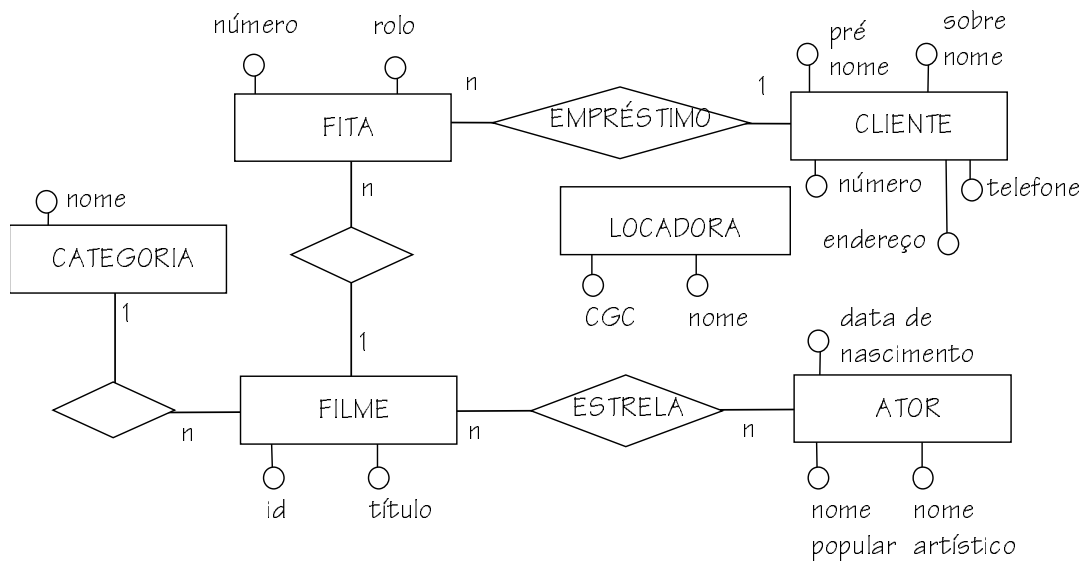 número
rolo
n
1
pré
nome
sobre
nome
FITA
EMPRÉSTIMO
CLIENTE
n
número
telefone
nome
LOCADORA
endereço
CATEGORIA
1
CGC
nome
1
data de
nascimento
FILME
ESTRELA
ATOR
n
n
n
id
título
nome
popular
nome
artístico